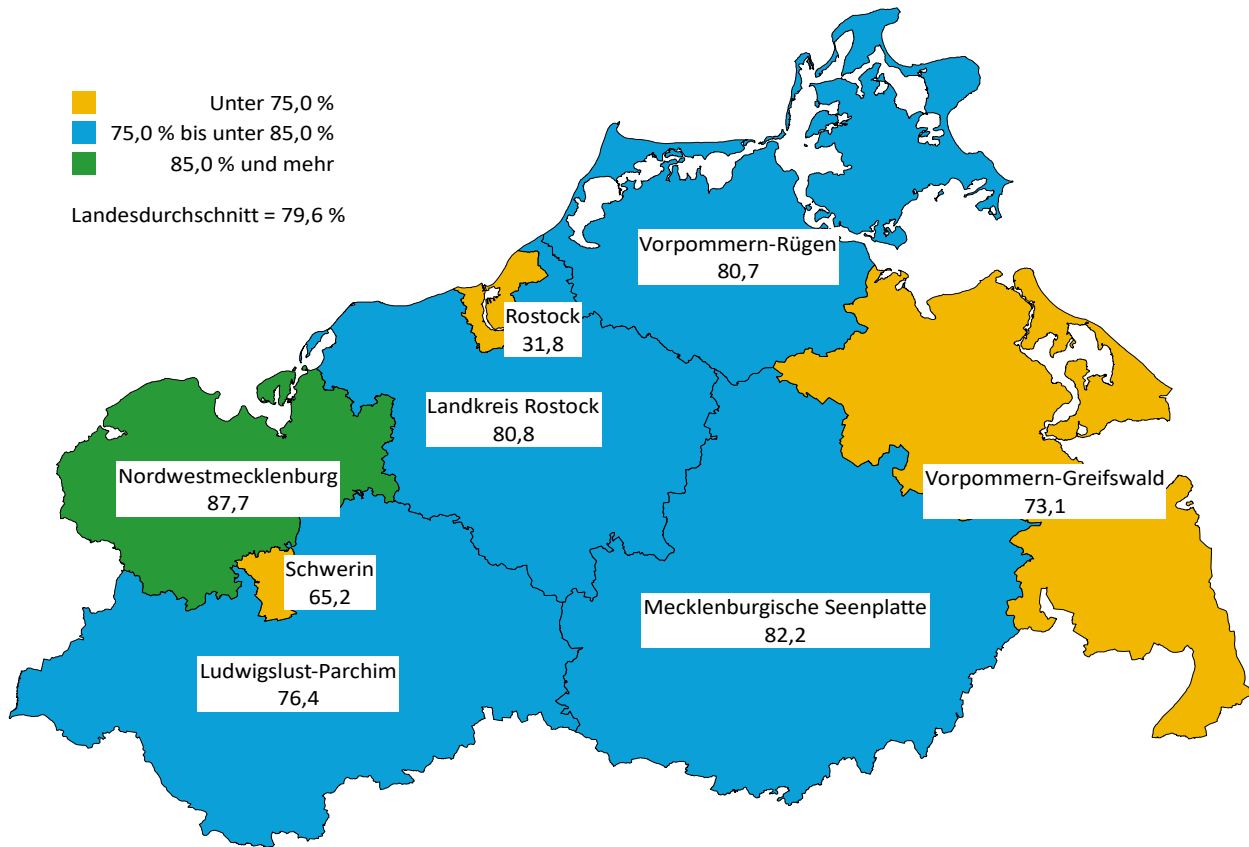 Unter 75,0 %
75,0 % bis unter 85,0 %
85,0 % und mehr
Landesdurchschnitt = 79,6 %
Vorpommern-Rügen
80,7
Rostock
31,8
Landkreis Rostock
80,8
Nordwestmecklenburg
87,7
Vorpommern-Greifswald
73,1
Schwerin
65,2
Mecklenburgische Seenplatte
82,2
Ludwigslust-Parchim
76,4